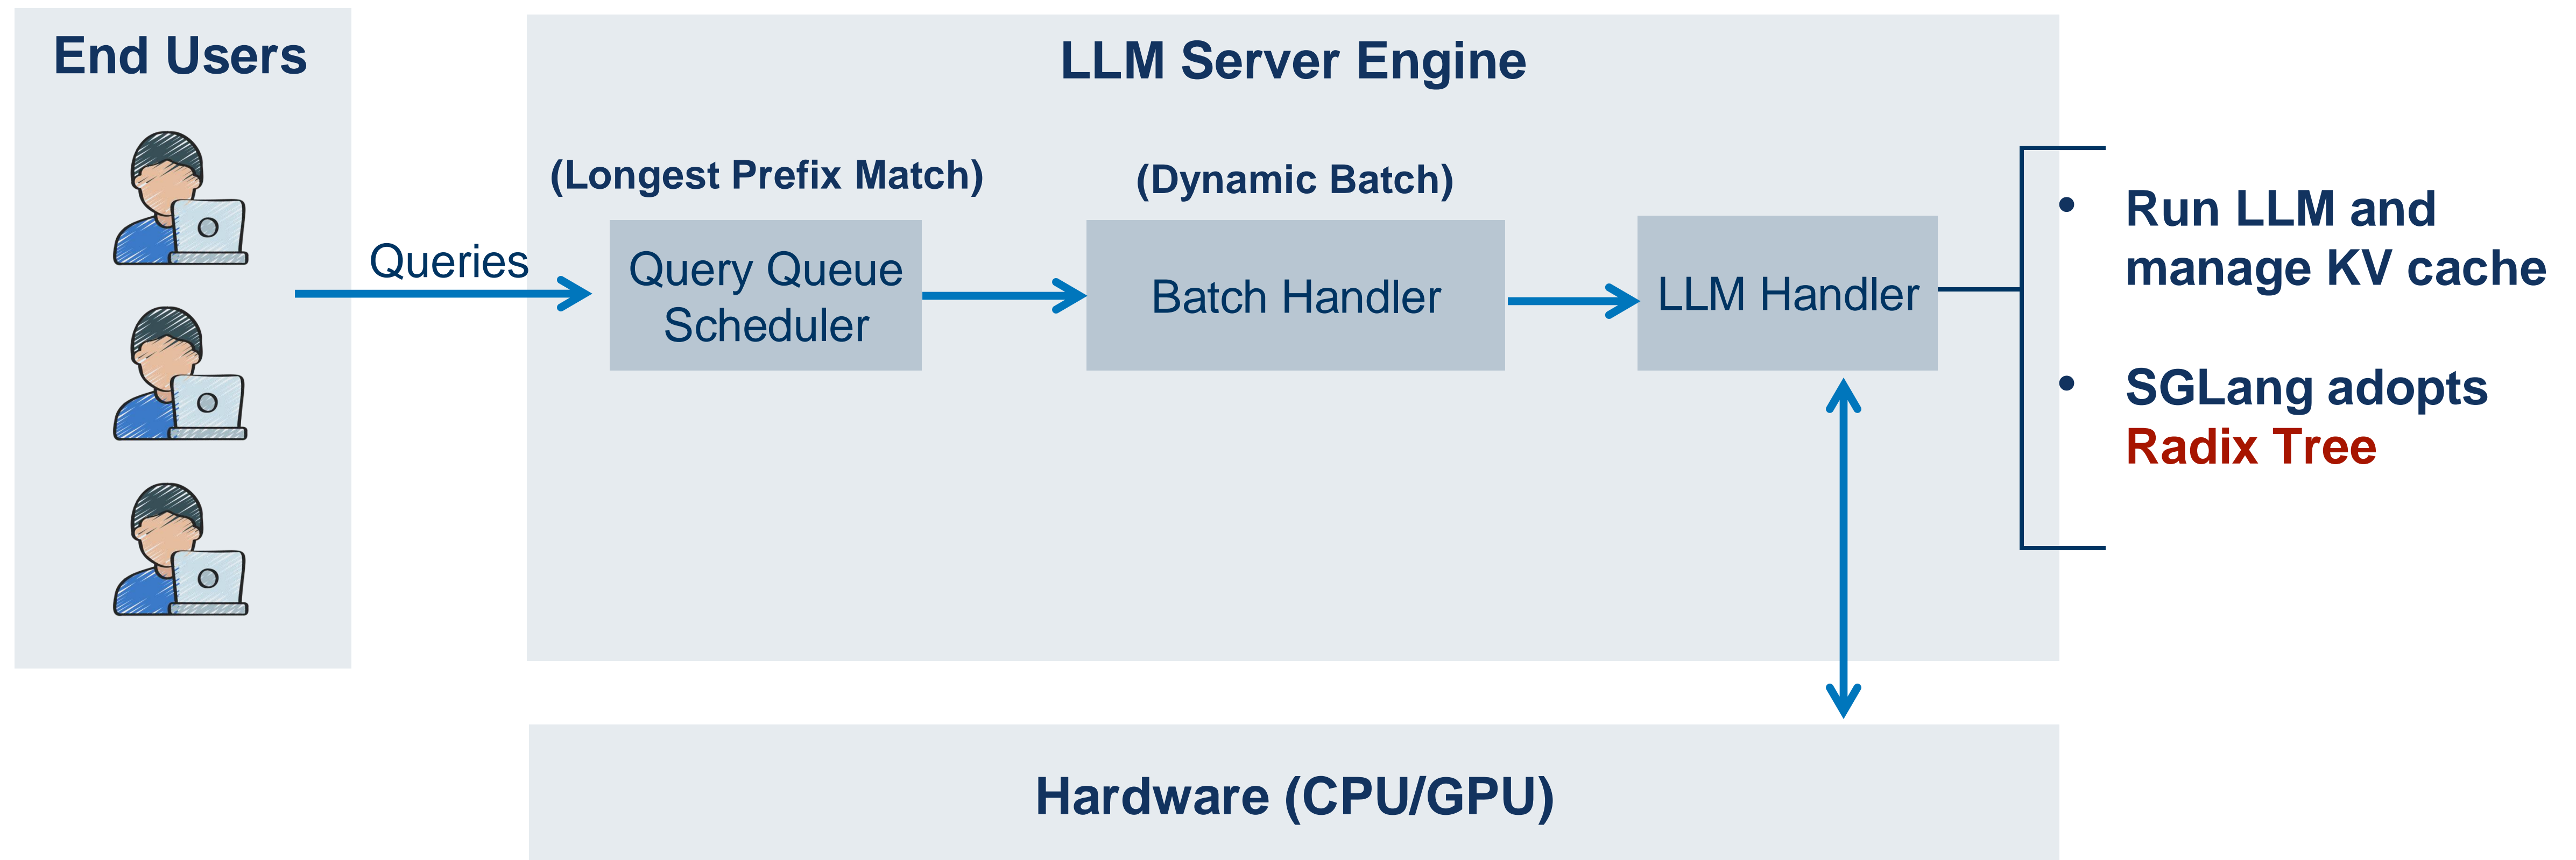 End Users
Queries
LLM Server Engine
(Longest Prefix Match)
Query Queue
Scheduler
(Dynamic Batch)
Batch Handler
LLM Handler
• Run LLM and
manage KV cache
• SGLang adopts
Radix Tree
Hardware (CPU/GPU)